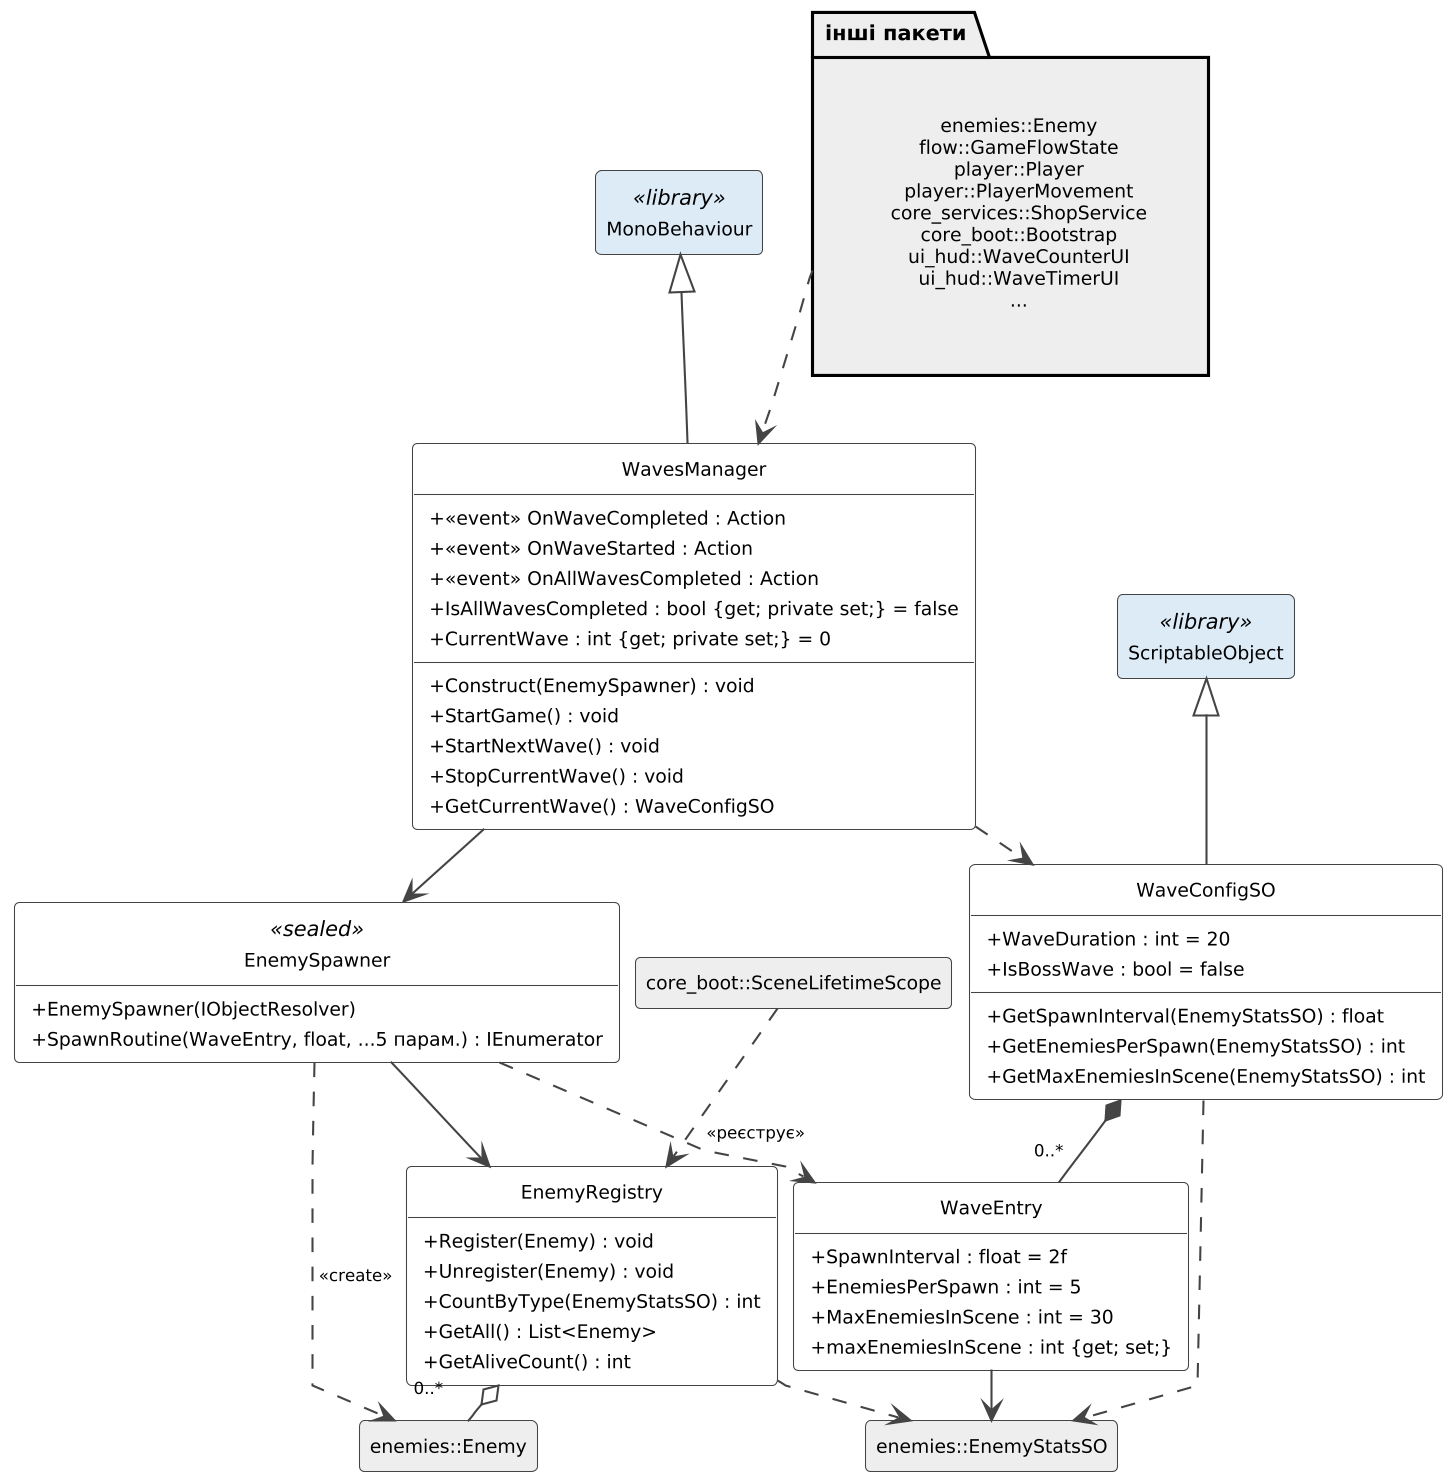 інші пакети
enemies::Enemy
flow::GameFlowState
player::Player
player::PlayerMovement
core_services::ShopService
core_boot::Bootstrap
ui_hud::WaveCounterUI
ui_hud::WaveTimerUI
...
«library»
MonoBehaviour
WavesManager
+«event» OnWaveCompleted : Action
+«event» OnWaveStarted : Action
+«event» OnAllWavesCompleted : Action
+IsAllWavesCompleted : bool {get; private set;} = false
+CurrentWave : int {get; private set;} = 0
+Construct(EnemySpawner) : void
+StartGame() : void
+StartNextWave() : void
+StopCurrentWave() : void
+GetCurrentWave() : WaveConfigSO
«library»
ScriptableObject
WaveConfigSO
+WaveDuration : int = 20
+IsBossWave : bool = false
+GetSpawnInterval(EnemyStatsSO) : float
+GetEnemiesPerSpawn(EnemyStatsSO) : int
+GetMaxEnemiesInScene(EnemyStatsSO) : int
«sealed»
EnemySpawner
+EnemySpawner(IObjectResolver)
+SpawnRoutine(WaveEntry, float, ...5 парам.) : IEnumerator
core_boot::SceneLifetimeScope
«реєструє»
0..*
EnemyRegistry
+Register(Enemy) : void
+Unregister(Enemy) : void
+CountByType(EnemyStatsSO) : int
+GetAll() : List<Enemy>
+GetAliveCount() : int
WaveEntry
+SpawnInterval : float = 2f
+EnemiesPerSpawn : int = 5
+MaxEnemiesInScene : int = 30
+maxEnemiesInScene : int {get; set;}
«create»
0..*
enemies::Enemy
enemies::EnemyStatsSO